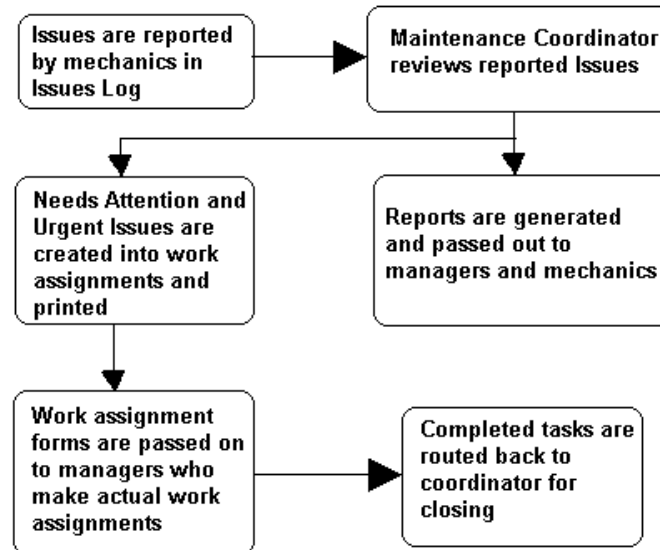 Issues are reported
by mechanics in
Issues Log
Maintenance Coordinator
reviews reported Issues
Needs Attention and
Urgent Issues are
created into work
assignments and
printed
Reports are generated
and passed out to
managers and mechanics
Work assignment
forms are passed on
to managers who
make actual work
assignments
Completed tasks are
routed back to
coordinator for
closing